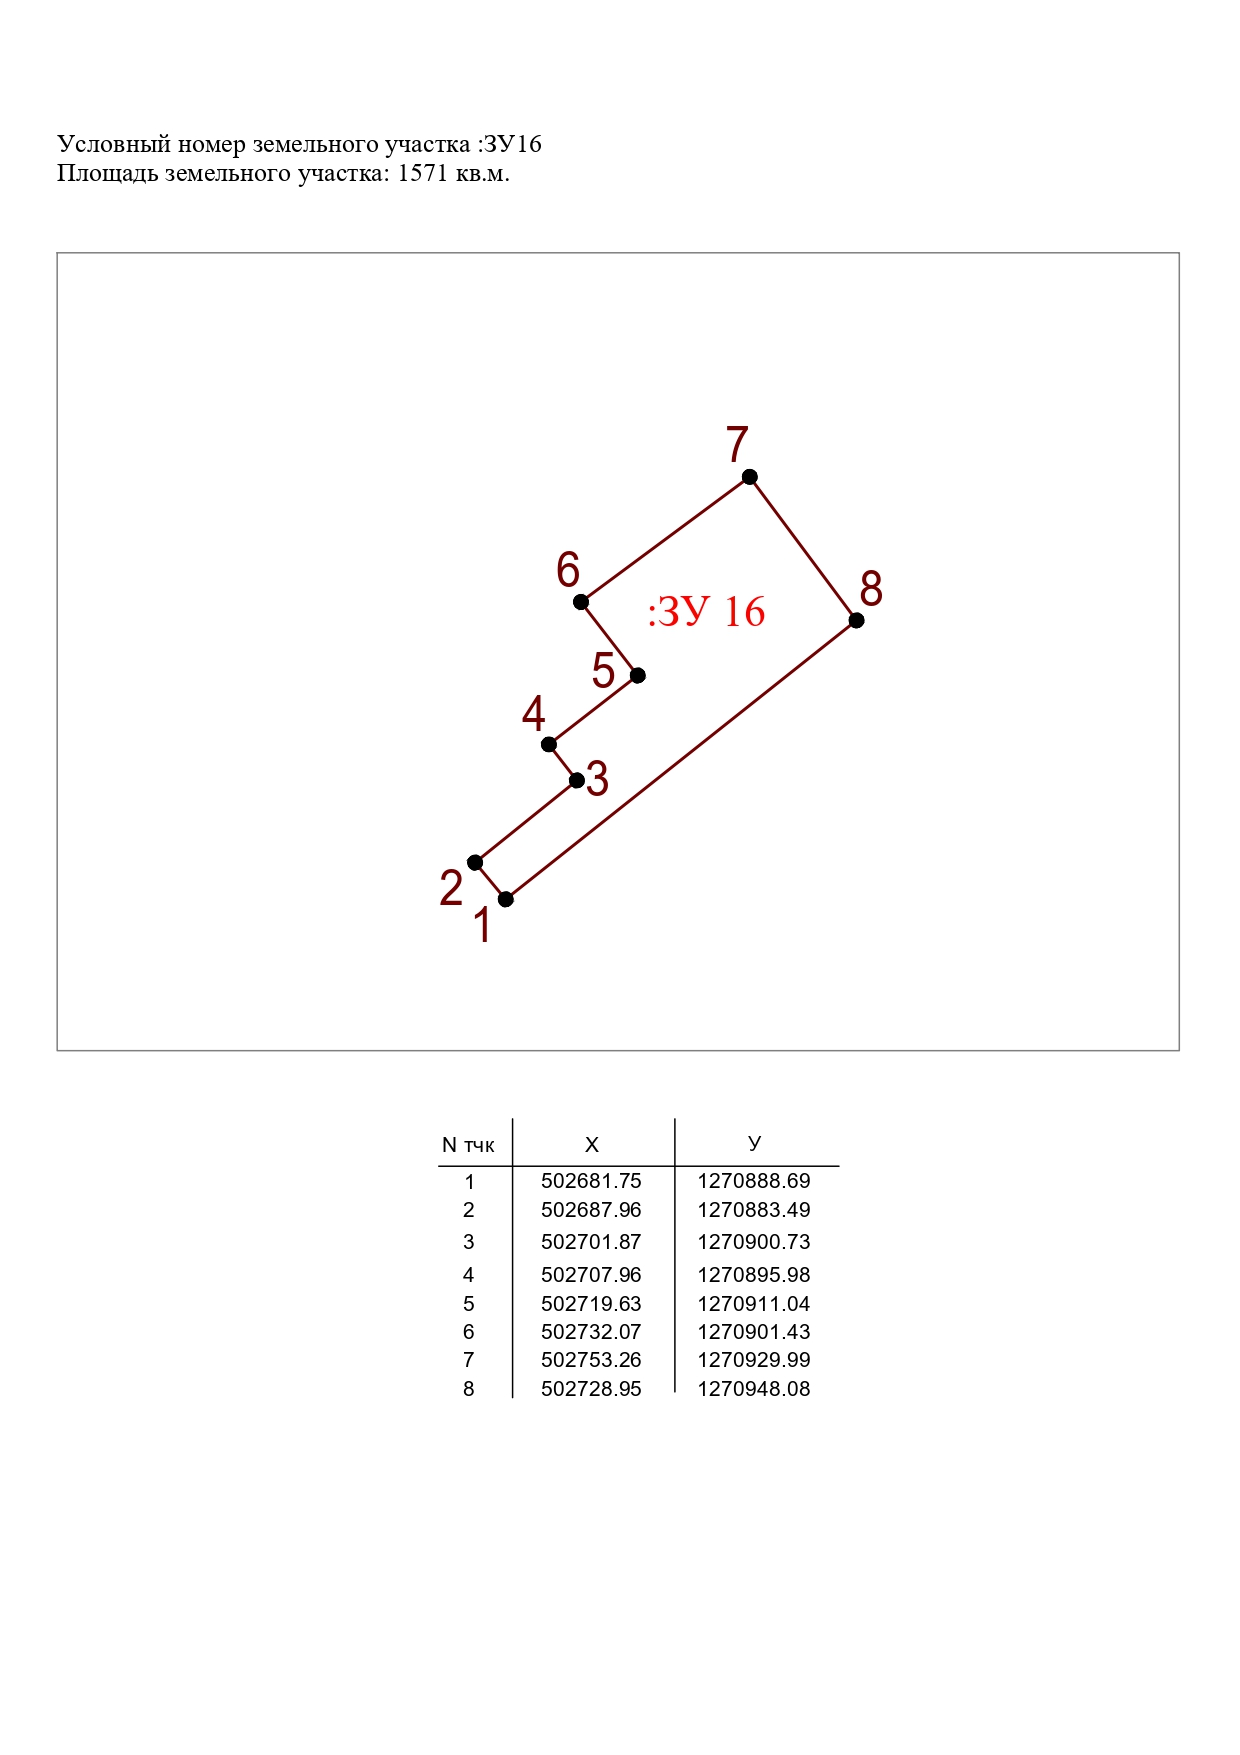 Условный номер земельного участка :ЗУ16
Площадь земельного участка: 1571 кв.м.
7
6
8
:ЗУ 16
5
4
3
2
1
N тчк X У
1 502681.75 1270888.69
2 502687.96 1270883.49
3 502701.87 1270900.73
4 502707.96 1270895.98
5 502719.63 1270911.04
6 502732.07 1270901.43
7 502753.26 1270929.99
8 502728.95 1270948.08